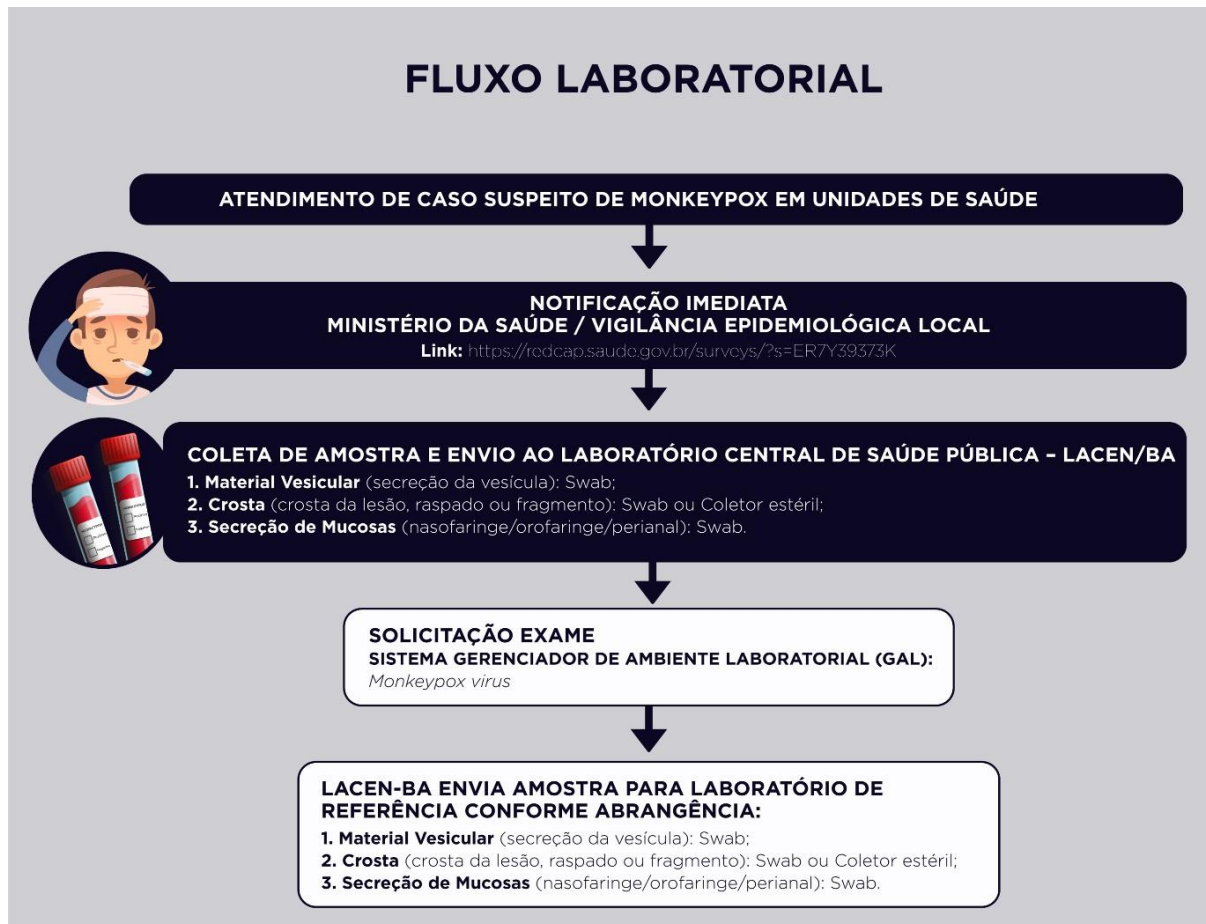 FLUXO LABORATORIAL
ATENDIMENTO DE CASO SUSPEITO DE MONKEYPOX EM UNIDADES DE SAÚDE
NOTIFICAÇÃO IMEDIATA
MINISTÉRIO DA SAÚDE / VIGILÂNCIA EPIDEMIOLÓGICA LOCAL
Link: https://redcap.saude.gov.br/surveys/?s=ER7Y39373K
COLETA DE AMOSTRA E ENVIO AO LABORATÓRIO CENTRAL DE SAÚDE PÚBLICA – LACEN/BA
1. Material Vesicular (secreção da vesícula): Swab;
2. Crosta (crosta da lesão, raspado ou fragmento): Swab ou Coletor estéril;
3. Secreção de Mucosas (nasofaringe/orofaringe/perianal): Swab.
SOLICITAÇÃO EXAME
SISTEMA GERENCIADOR DE AMBIENTE LABORATORIAL (GAL):
Monkeypox virus
LACEN-BA ENVIA AMOSTRA PARA LABORATÓRIO DE
REFERÊNCIA CONFORME ABRANGÊNCIA:
1. Material Vesicular (secreção da vesícula): Swab;
2. Crosta (crosta da lesão, raspado ou fragmento): Swab ou Coletor estéril;
3. Secreção de Mucosas (nasofaringe/orofaringe/perianal): Swab.